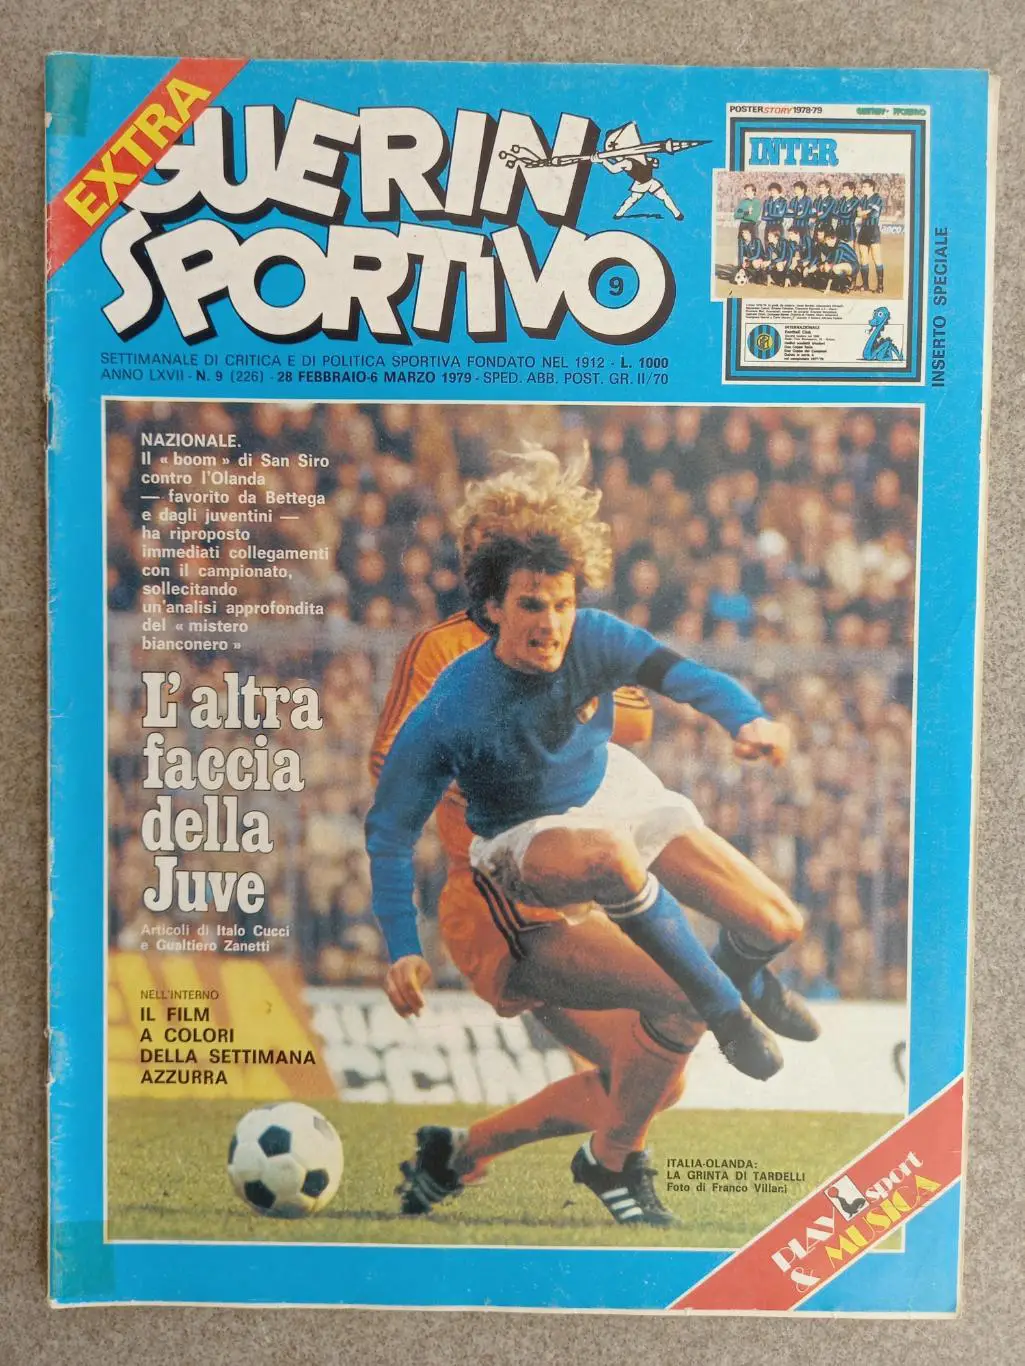 EXTRA
GUERIN
SPORTIVO
9
POSTERSTORY 1978-79
INTER
INTERNAZIONALE
Football Club
INSERTO SPECIALE
SETTIMANALE DI CRITICA E DI POLITICA SPORTIVA FONDATO NEL 1912 - L. 1000
ANNO LXVII - N. 9 (226) - 28 FEBBRAIO-6 MARZO 1979 - SPED. ABB. POST. GR. II/70
NAZIONALE.
Il « boom » di San Siro
contro l'Olanda
— favorito da Bettega
e dagli juventini —
ha riproposto
immediati collegamenti
con il campionato,
sollecitando
un'analisi approfondita
del « mistero
bianconero »
L'altra
faccia
della
Juve
Articoli di Italo Cucci
e Gualtiero Zanetti
NELL'INTERNO
IL FILM
A COLORI
DELLA SETTIMANA
AZZURRA
ITALIA-OLANDA:
LA GRINTA DI TARDELLI
Foto di Franco Villani
PLAY sport
& MUSICA